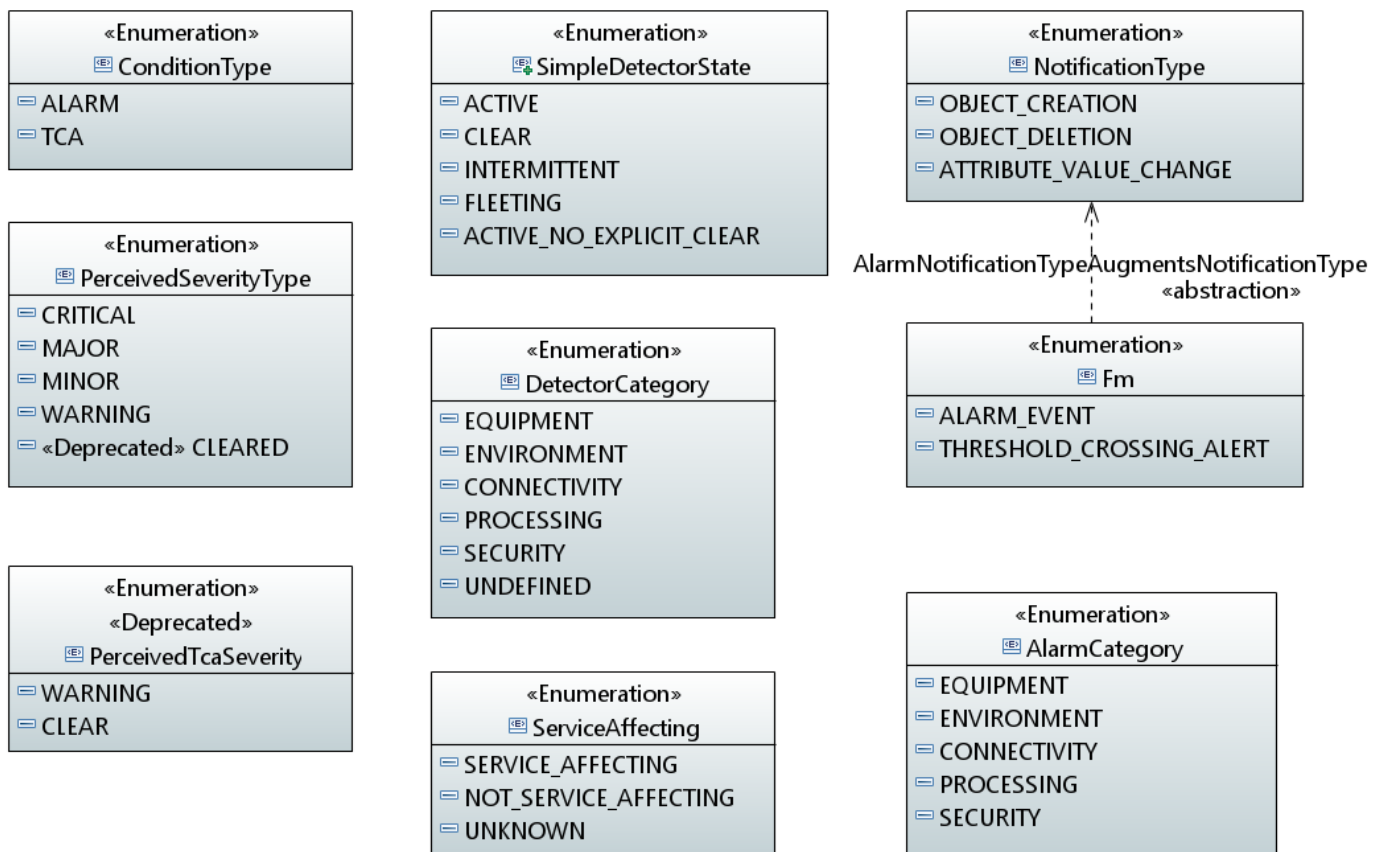 «Enumeration»
ConditionType
ALARM
TCA
«Enumeration»
PerceivedSeverityType
CRITICAL
MAJOR
MINOR
WARNING
«Deprecated» CLEARED
«Enumeration»
«Deprecated»
PerceivedTcaSeverity
WARNING
CLEAR
«Enumeration»
SimpleDetectorState
ACTIVE
CLEAR
INTERMITTENT
FLEETING
ACTIVE_NO_EXPLICIT_CLEAR
«Enumeration»
DetectorCategory
EQUIPMENT
ENVIRONMENT
CONNECTIVITY
PROCESSING
SECURITY
UNDEFINED
«Enumeration»
ServiceAffecting
SERVICE_AFFECTING
NOT_SERVICE_AFFECTING
UNKNOWN
«Enumeration»
NotificationType
OBJECT_CREATION
OBJECT_DELETION
ATTRIBUTE_VALUE_CHANGE
AlarmNotificationTypeAugmentsNotificationType
«abstraction»
«Enumeration»
Fm
ALARM_EVENT
THRESHOLD_CROSSING_ALERT
«Enumeration»
AlarmCategory
EQUIPMENT
ENVIRONMENT
CONNECTIVITY
PROCESSING
SECURITY